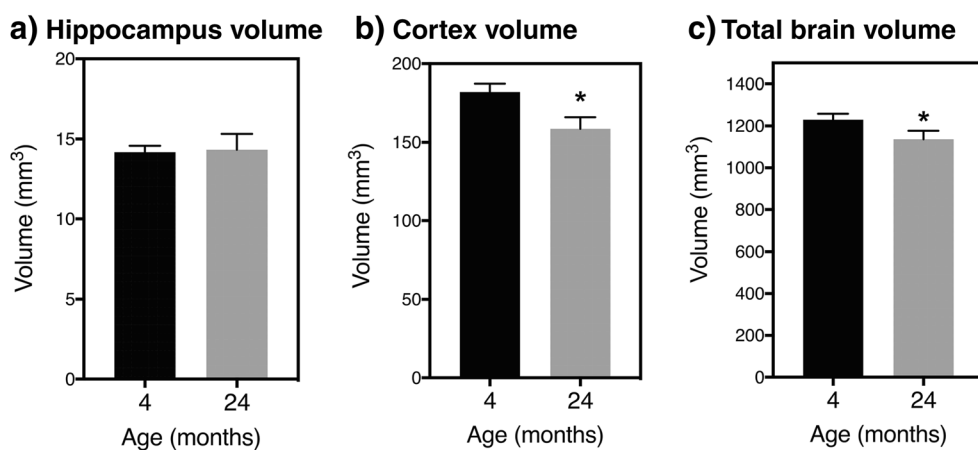 a) Hippocampus volume
20
15
10
5
0
Volume (mm3)
4 24
Age (months)
b) Cortex volume
200
150
100
50
0
Volume (mm3)
*
4 24
Age (months)
c) Total brain volume
1400
1200
1000
800
600
400
200
0
Volume (mm3)
*
4 24
Age (months)